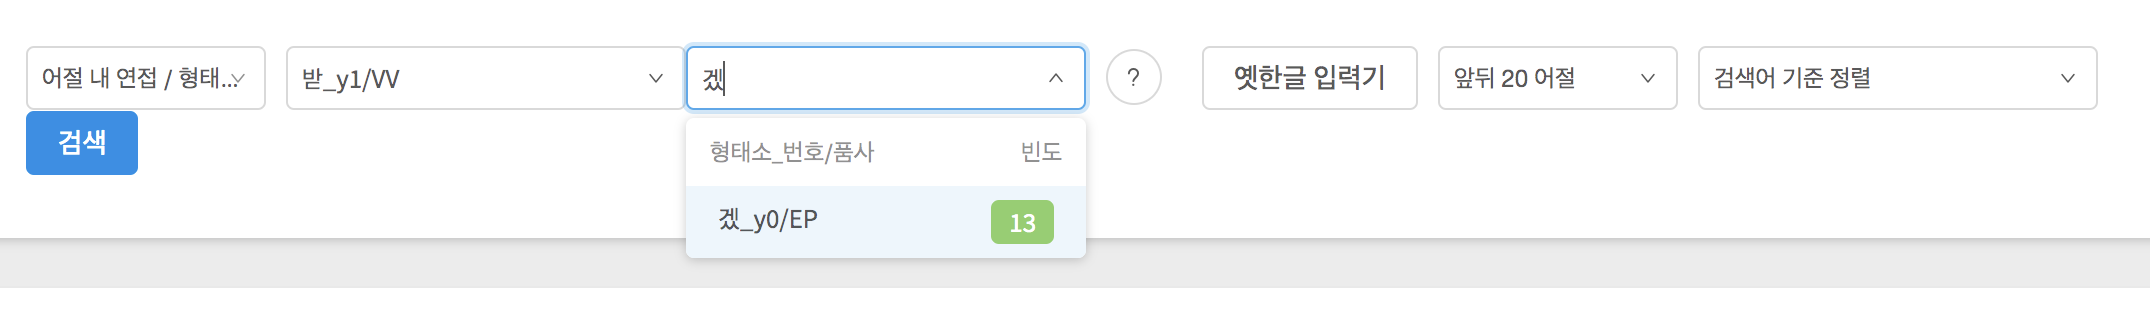 어절 내 연접 / 형태... 받_y1/VV 겠 ? 옛한글 입력기 앞뒤 20 어절 검색어 기준 정렬
검색
형태소_번호/품사 빈도
겠_y0/EP 13